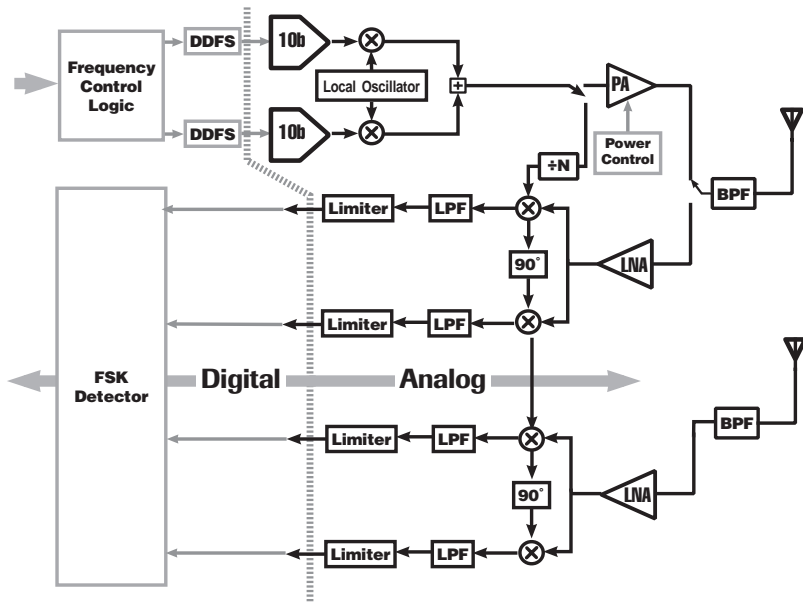 DDFS
10b
Frequency
Control
Logic
Local Oscillator
+
PA
DDFS
10b
Power
Control
÷N
BPF
Limiter
LPF
90°
LNA
Limiter
LPF
FSK
Detector
Digital
Analog
BPF
Limiter
LPF
90°
LNA
Limiter
LPF